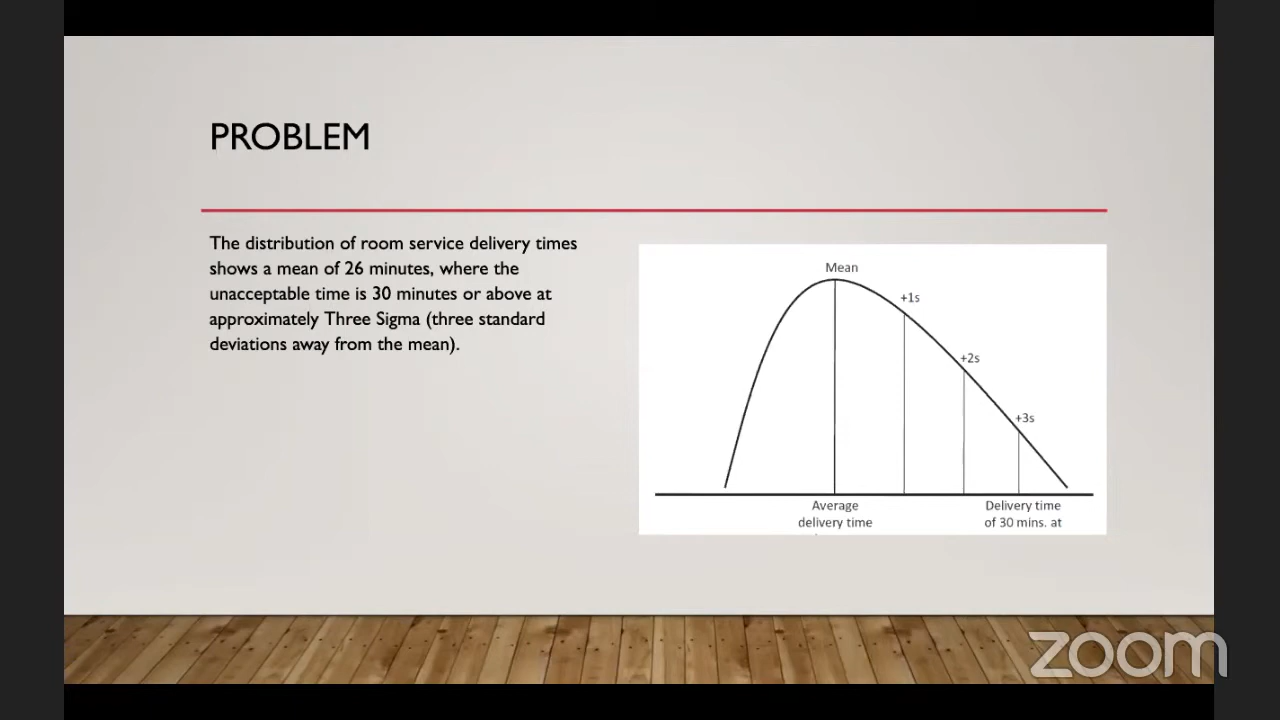 PROBLEM
The distribution of room service delivery times
shows a mean of 26 minutes, where the
unacceptable time is 30 minutes or above at
approximately Three Sigma (three standard
deviations away from the mean).
Mean
+1s
+2s
+3s
Average
delivery time
Delivery time
of 30 mins. at
zoom